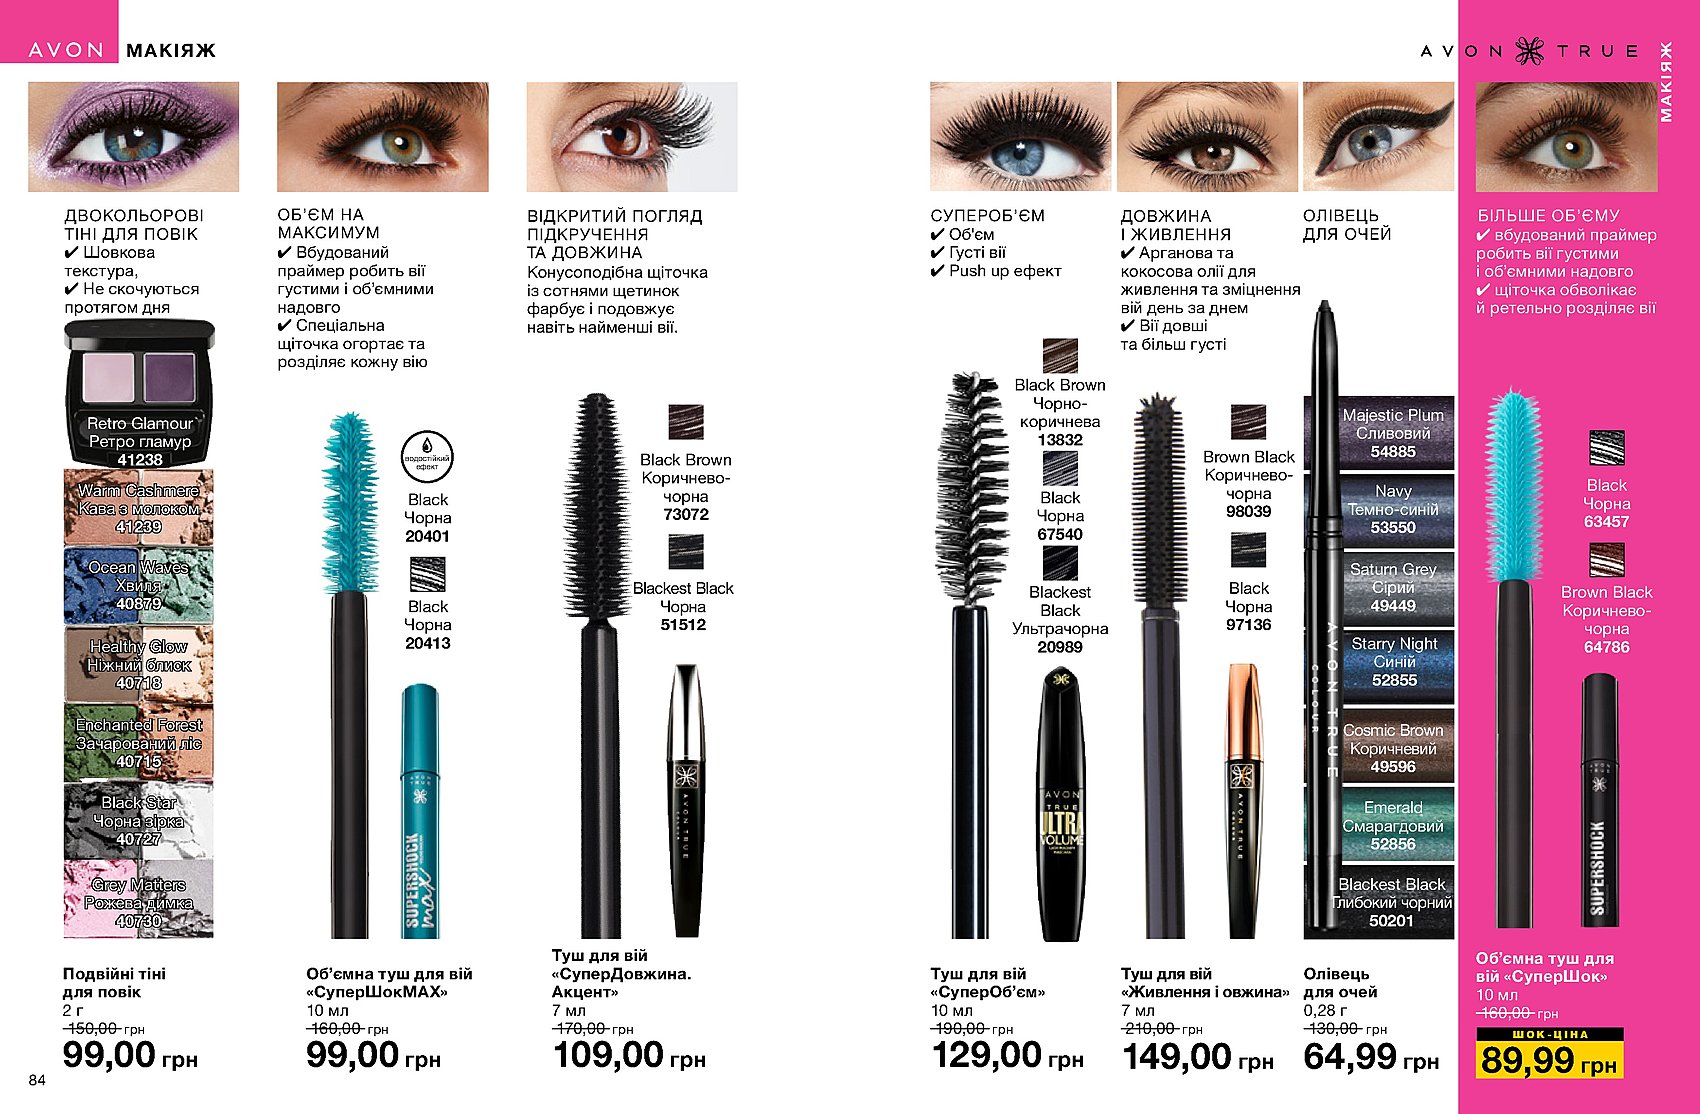 AVON МАКІЯЖ
ДВОКОЛЬОРОВІ
ТІНІ ДЛЯ ПОВІК
✔ Шовкова
текстура,
✔ Не скочуються
протягом дня
Retro Glamour
Ретро гламур
41238
Warm Cashmere
Кава з молоком
41239
Ocean Waves
Хвиля
40879
Healthy Glow
Ніжний блиск
40718
Enchanted Forest
Зачарований ліс
40715
Black Star
Чорна зірка
40727
Grey Matters
Рожева димка
40730
Подвійні тіні
для повік
2 г
150,00 грн
99,00 грн
84
ОБ’ЄМ НА
МАКСИМУМ
✔ Вбудований
праймер робить вії
густими і об’ємними
надовго
✔ Спеціальна
щіточка огортає та
розділяє кожну вію
водостійкий
ефект
Black
Чорна
20401
Black
Чорна
20413
AVON
TRUE
SUPERSHOCK
max
Об’ємна туш для вій
«СуперШокMAX»
10 мл
160,00 грн
99,00 грн
ВІДКРИТИЙ ПОГЛЯД
ПІДКРУЧЕННЯ
ТА ДОВЖИНА
Конусоподібна щіточка
із сотнями щетинок
фарбує і подовжує
навіть найменші вії.
Black Brown
Коричнево-
чорна
73072
Blackest Black
Чорна
51512
AVON TRUE
Туш для вій
«СуперДовжина.
Акцент»
7 мл
170,00 грн
109,00 грн
СУПЕРОБ’ЄМ
✔ Об'єм
✔ Густі вії
✔ Push up ефект
Black Brown
Чорно-
коричнева
13832
Black
Чорна
67540
Blackest
Black
Ультрачорна
20989
AVON
TRUE
ULTRA
VOLUME
Туш для вій
«СуперОб’єм»
10 мл
190,00 грн
129,00 грн
ДОВЖИНА
І ЖИВЛЕННЯ
✔ Арганова та
кокосова олії для
живлення та зміцнення
вій день за днем
✔ Вії довші
та більш густі
Brown Black
Коричнево-
чорна
98039
Black
Чорна
97136
AVON TRUE
Туш для вій
«Живлення і овжина»
7 мл
210,00 грн
149,00 грн
ОЛІВЕЦЬ
ДЛЯ ОЧЕЙ
Majestic Plum
Сливовий
54885
Navy
Темно-синій
53550
Saturn Grey
Сірий
49449
Starry Night
Синій
52855
Cosmic Brown
Коричневий
49596
Emerald
Смарагдовий
52856
Blackest Black
Глибокий чорний
50201
AVON TRUE
COLOUR
Олівець
для очей
0,28 г
130,00 грн
64,99 грн
AVON TRUE
МАКІЯЖ
БІЛЬШЕ ОБ’ЄМУ
✔ вбудований праймер
робить вії густими
і об’ємними надовго
✔ щіточка обволікає
й ретельно розділяє вії
Black
Чорна
63457
Brown Black
Коричнево-
чорна
64786
SUPERSHOCK
Об’ємна туш для
вій «СуперШок»
10 мл
160,00 грн
ШОК-ЦІНА
89,99 грн